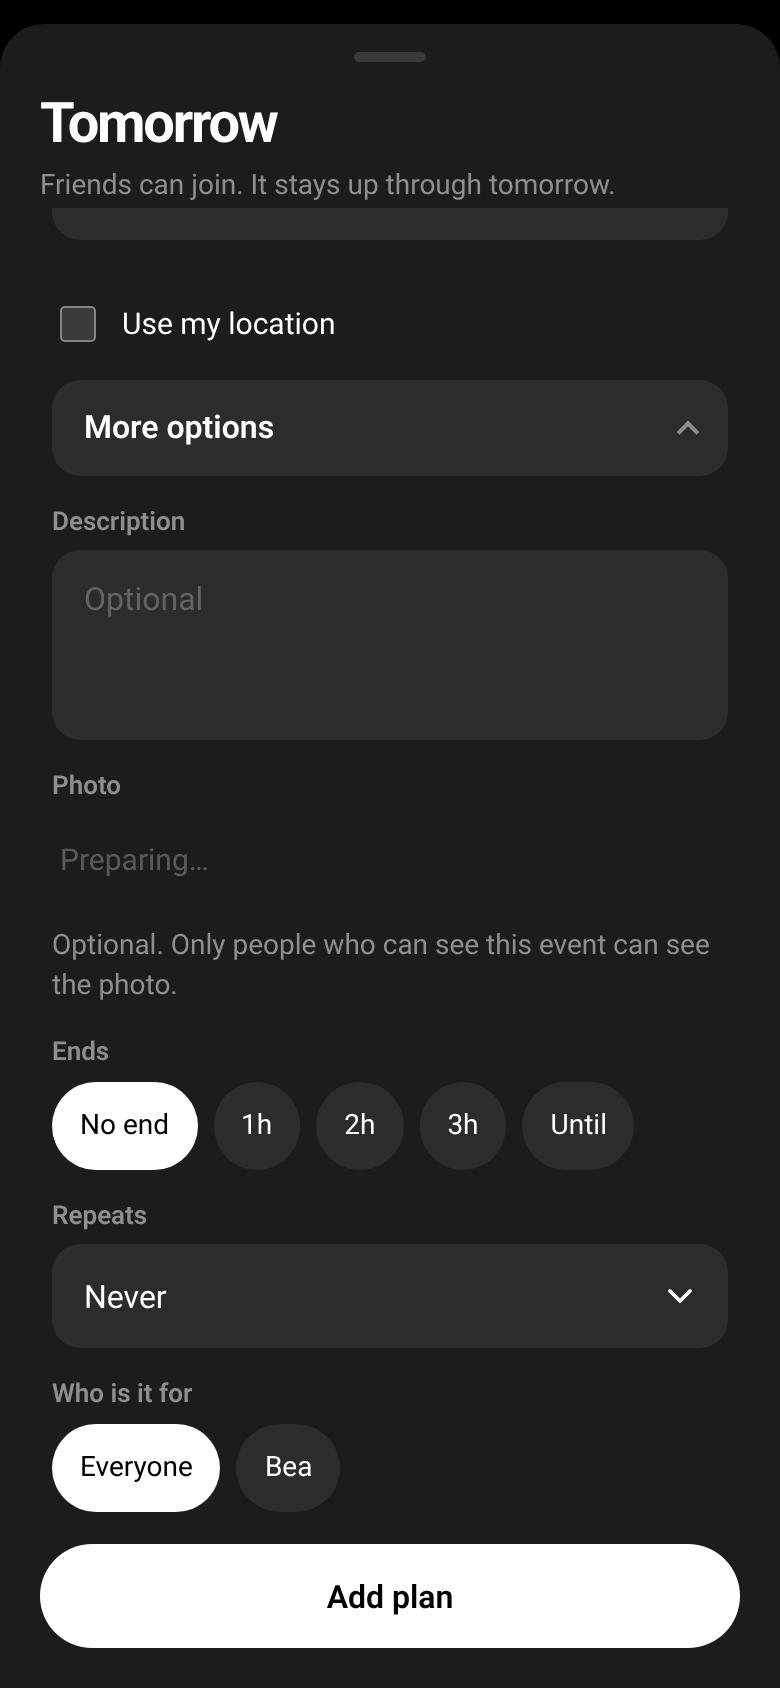 Tomorrow
Friends can join. It stays up through tomorrow.
Use my location
More options
Description
Optional
Photo
Preparing…
Optional. Only people who can see this event can see
the photo.
Ends
No end 1h 2h 3h Until
Repeats
Never
Who is it for
Everyone Bea
Add plan